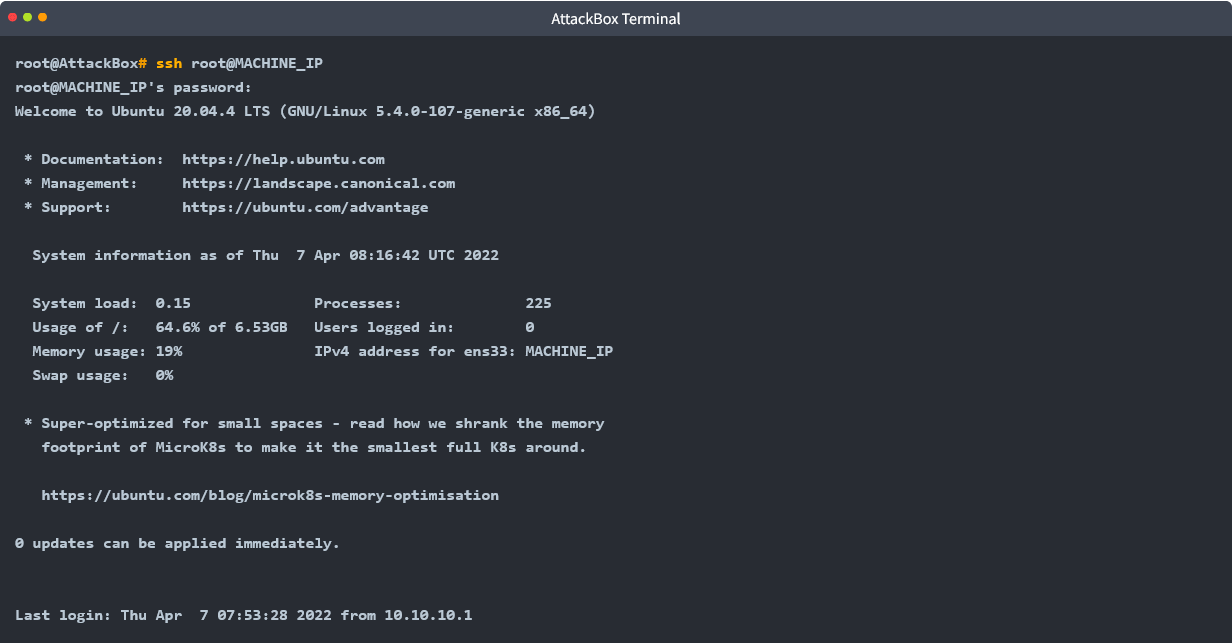 AttackBox Terminal
root@AttackBox# ssh root@MACHINE_IP
root@MACHINE_IP's password:
Welcome to Ubuntu 20.04.4 LTS (GNU/Linux 5.4.0-107-generic x86_64)
* Documentation:  https://help.ubuntu.com
* Management:     https://landscape.canonical.com
* Support:        https://ubuntu.com/advantage
System information as of Thu  7 Apr 08:16:42 UTC 2022
System load:  0.15              Processes:              225
Usage of /:   64.6% of 6.53GB   Users logged in:        0
Memory usage: 19%               IPv4 address for ens33: MACHINE_IP
Swap usage:   0%
* Super-optimized for small spaces - read how we shrank the memory
footprint of MicroK8s to make it the smallest full K8s around.
https://ubuntu.com/blog/microk8s-memory-optimisation
0 updates can be applied immediately.
Last login: Thu Apr  7 07:53:28 2022 from 10.10.10.1